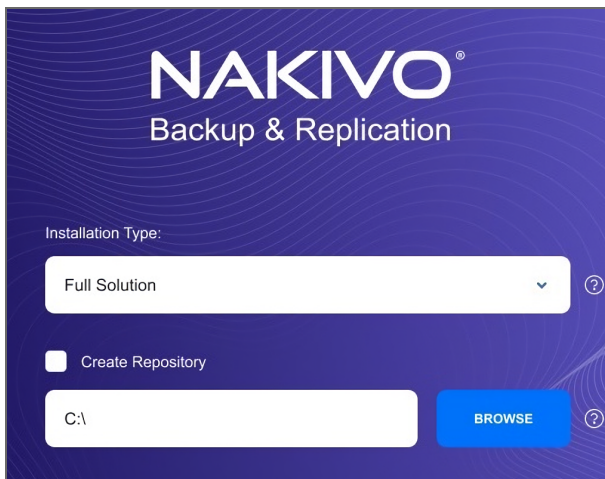 NAKIVO®
Backup & Replication
Installation Type:
Full Solution
?
Create Repository
C:\
BROWSE
?